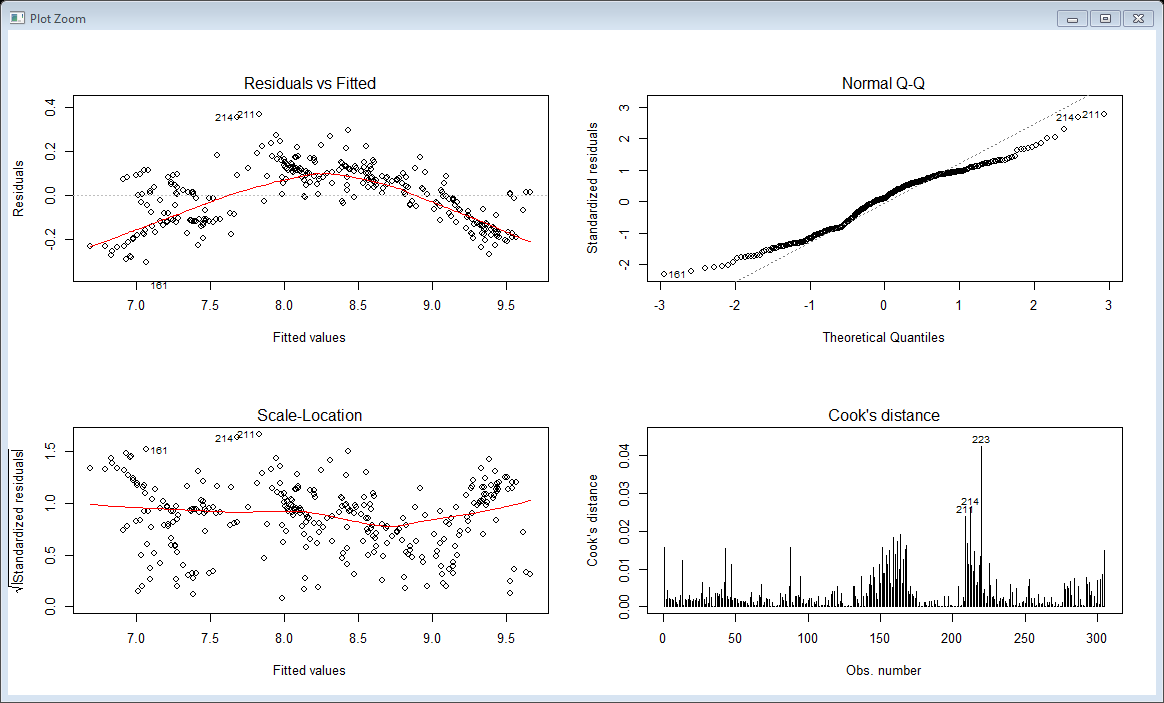 Plot Zoom
Residuals vs Fitted
0.4
0.2
0.0
-0.2
Residuals
214
211
161
7.0 7.5 8.0 8.5 9.0 9.5
Fitted values
Normal Q-Q
3
2
1
0
-1
-2
Standardized residuals
214
211
161
-3 -2 -1 0 1 2 3
Theoretical Quantiles
Scale-Location
1.5
1.0
0.5
0.0
√|Standardized residuals|
214
211
161
7.0 7.5 8.0 8.5 9.0 9.5
Fitted values
Cook's distance
0.04
0.03
0.02
0.01
0.00
Cook's distance
223
214
211
0 50 100 150 200 250 300
Obs. number